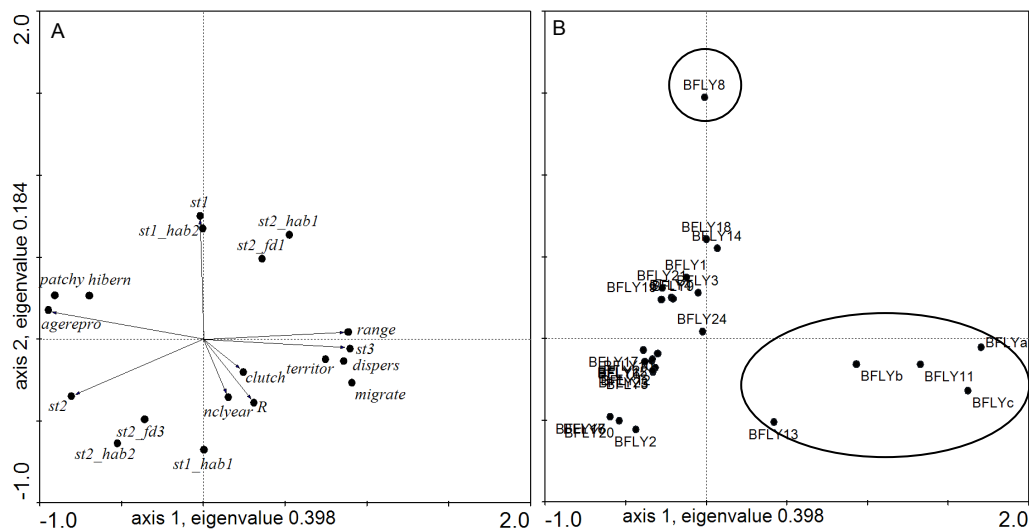 A
2.0
axis 2, eigenvalue 0.184
-1.0
st1
st1_hab2
st2_hab1
st2_fd1
patchy hibern
agerepro
range
st3
territor
dispers
migrate
clutch
nclyear
R
st2
st2_fd3
st2_hab2
st1_hab1
-1.0
axis 1, eigenvalue 0.398
2.0
B
BFLY8
BFLY18
BFLY14
BFLY1
BFLY21
BFLY3
BFLY24
BFLY17
BFLY20
BFLY2
BFLYa
BFLYb
BFLY11
BFLYc
BFLY13
-1.0
axis 1, eigenvalue 0.398
2.0